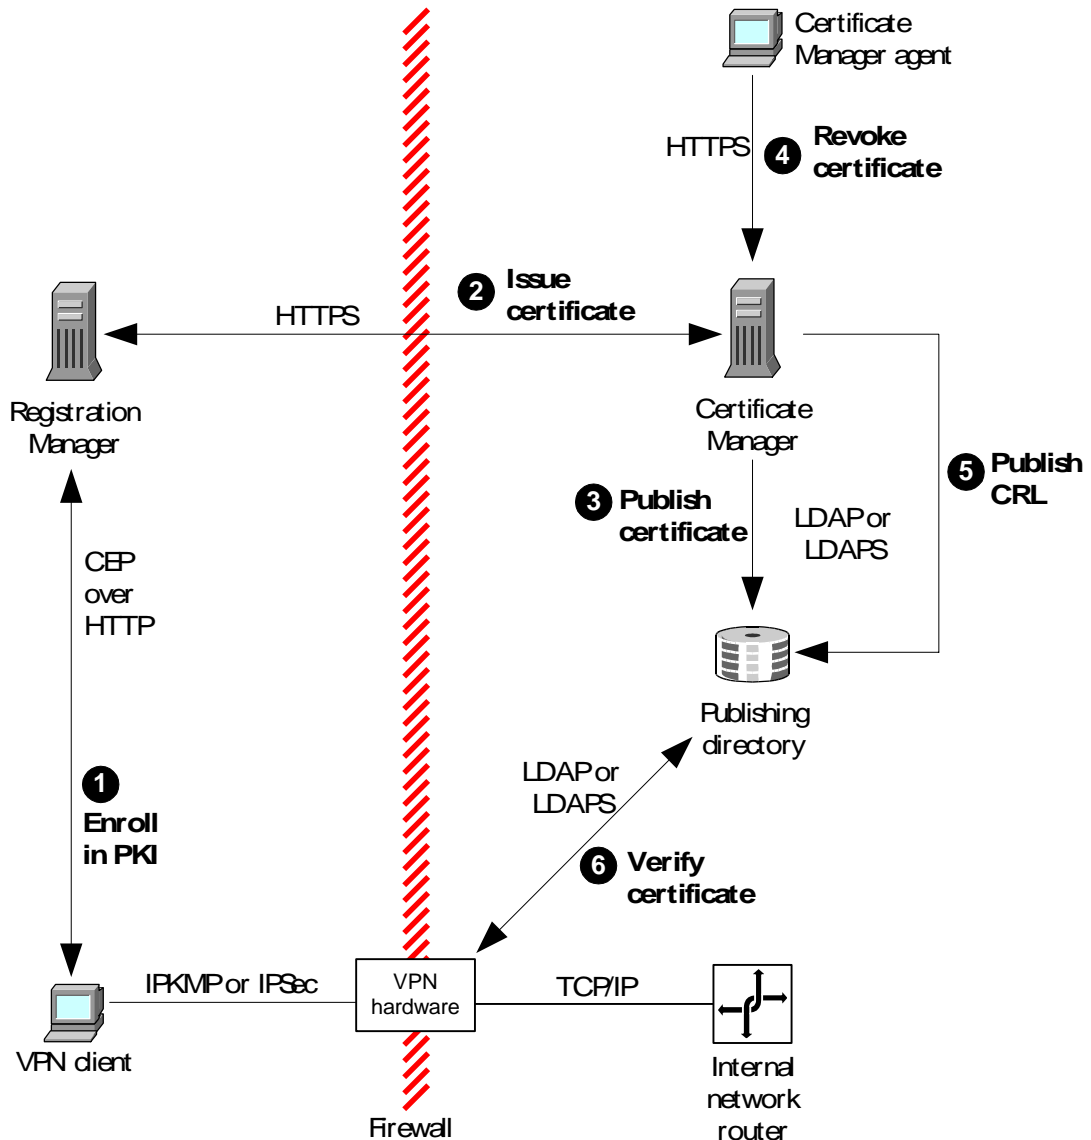 Certificate
Manager agent
HTTPS
4
Revoke
certificate
2
Issue
certificate
HTTPS
Registration
Manager
Certificate
Manager
5
Publish
CRL
3
Publish
certificate
LDAP or
LDAPS
CEP
over
HTTP
Publishing
directory
LDAP or
LDAPS
1
Enroll
in PKI
6
Verify
certificate
IPKMP or IPSec
VPN
hardware
TCP/IP
VPN client
Internal
network
router
Firewall